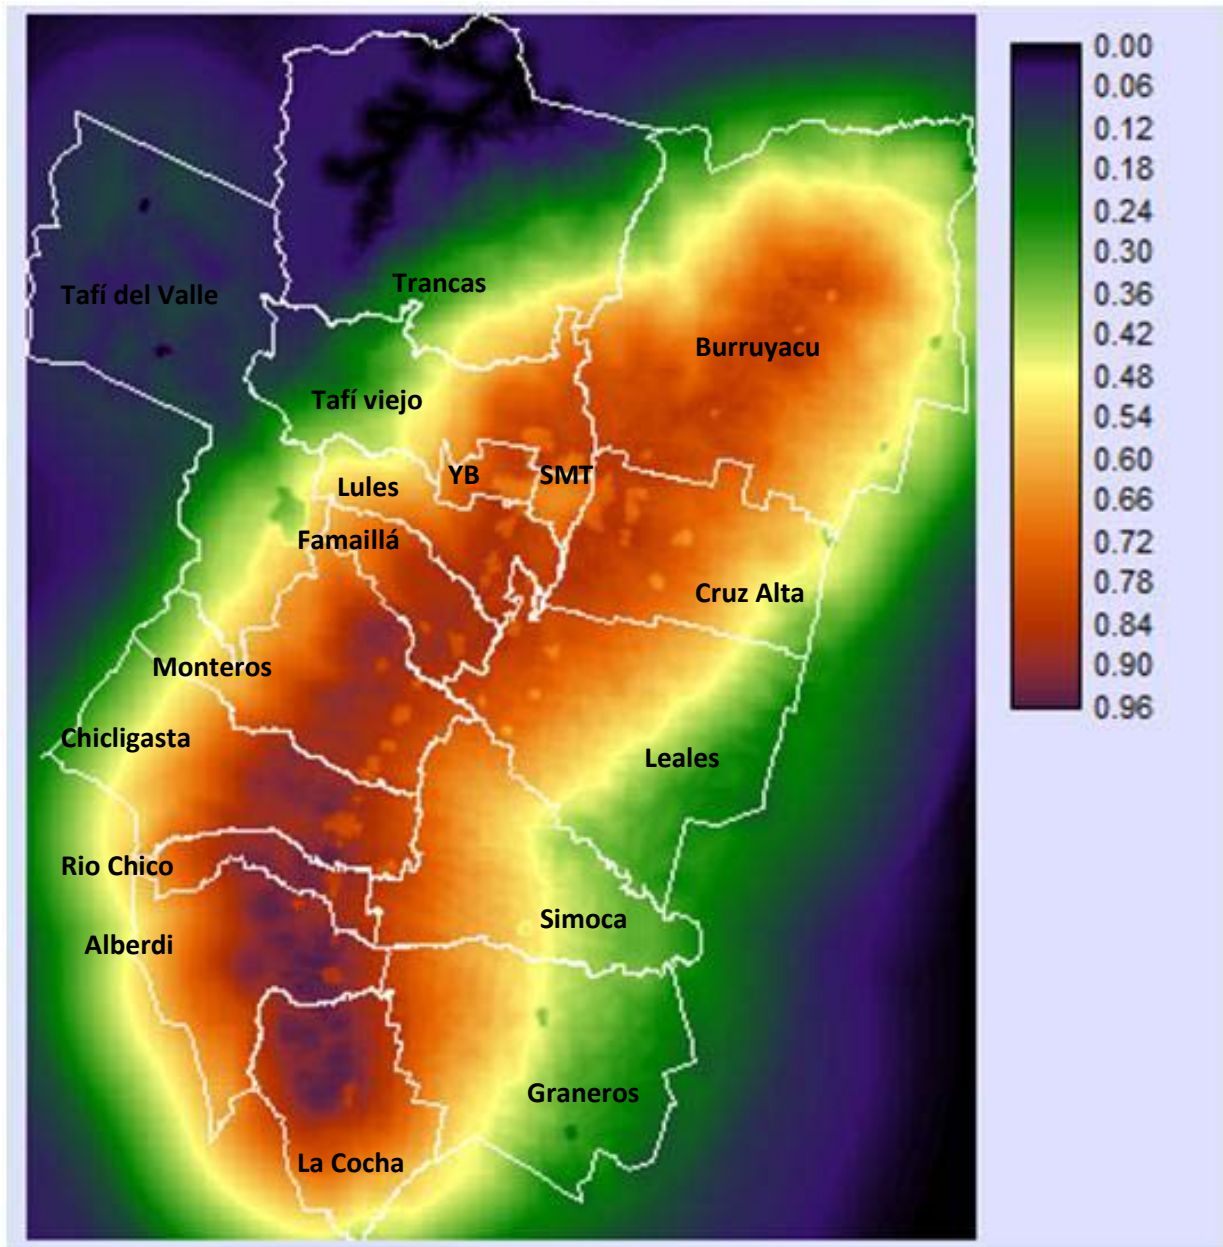 0.00
0.06
0.12
0.18
0.24
0.30
0.36
0.42
0.48
0.54
0.60
0.66
0.72
0.78
0.84
0.90
0.96
Trancas
Tafí del Valle
Burruyacu
Tafí viejo
YB
SMT
Lules
Famaillá
Cruz Alta
Monteros
Chicligasta
Leales
Rio Chico
Simoca
Alberdi
Graneros
La Cocha